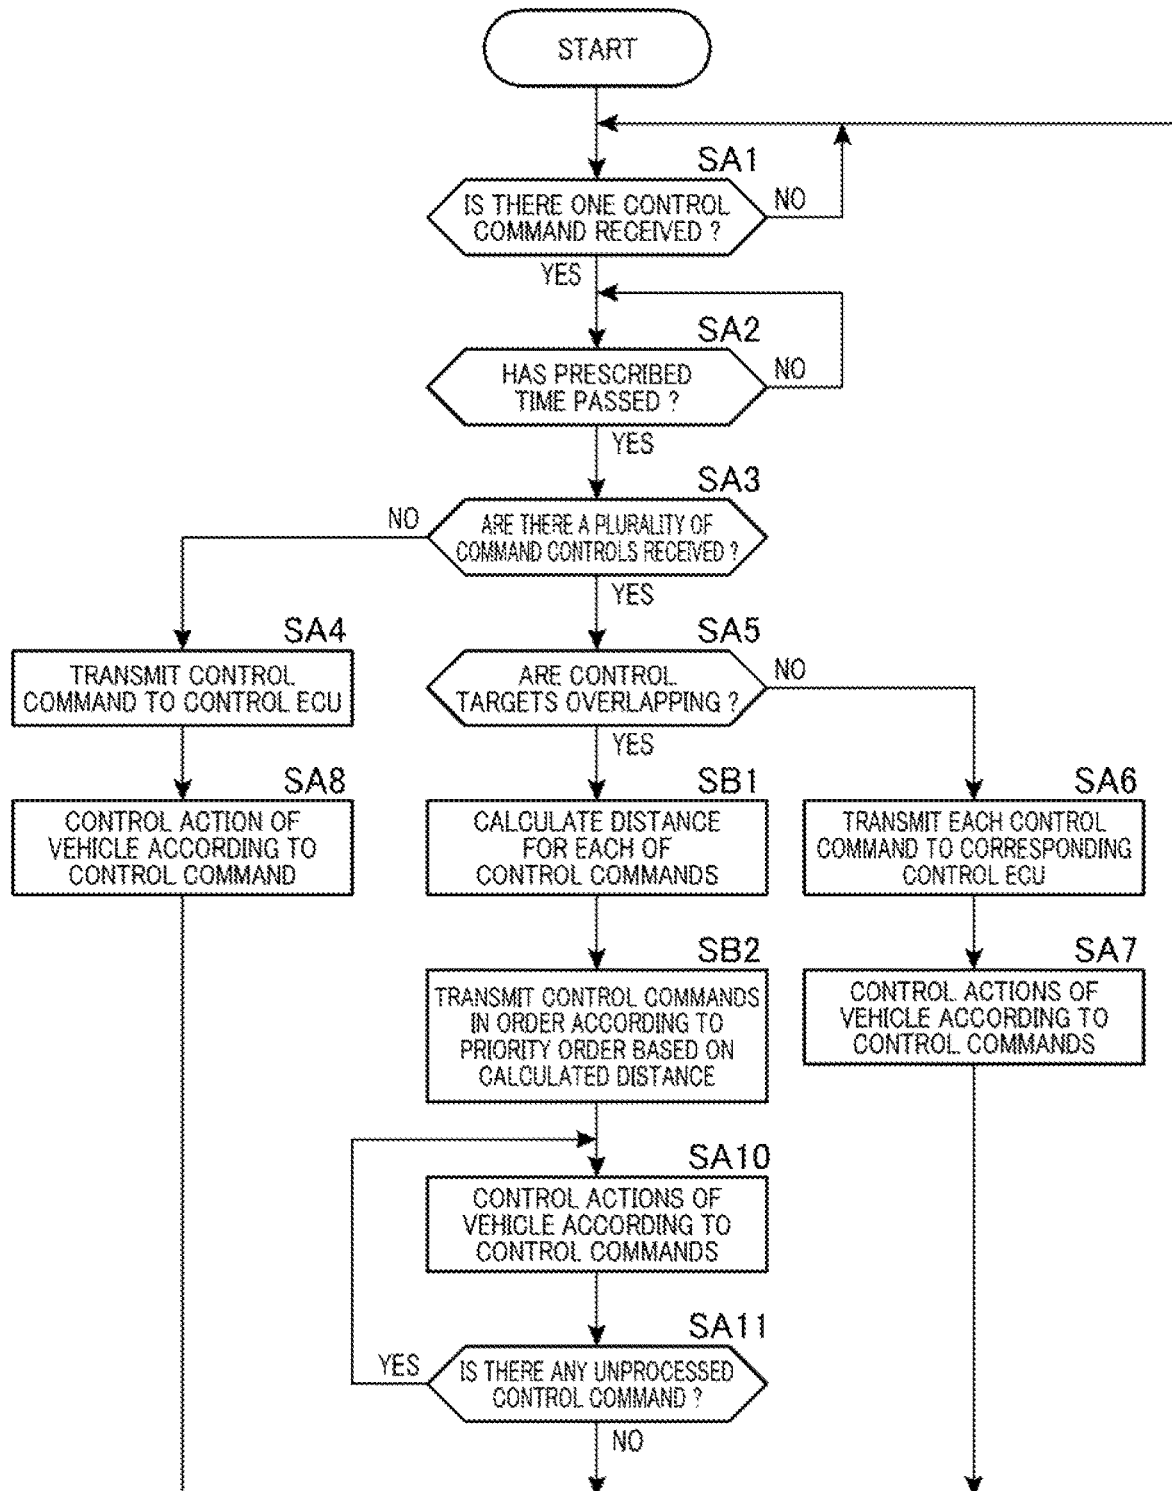 START
SA1
IS THERE ONE CONTROL
COMMAND RECEIVED ?
NO
YES
SA2
HAS PRESCRIBED
TIME PASSED ?
NO
YES
SA3
NO
ARE THERE A PLURALITY OF
COMMAND CONTROLS RECEIVED ?
YES
SA4
TRANSMIT CONTROL
COMMAND TO CONTROL ECU
SA5
ARE CONTROL
TARGETS OVERLAPPING ?
NO
YES
SA8
CONTROL ACTION OF
VEHICLE ACCORDING TO
CONTROL COMMAND
SB1
CALCULATE DISTANCE
FOR EACH OF
CONTROL COMMANDS
SA6
TRANSMIT EACH CONTROL
COMMAND TO CORRESPONDING
CONTROL ECU
SB2
TRANSMIT CONTROL COMMANDS
IN ORDER ACCORDING TO
PRIORITY ORDER BASED ON
CALCULATED DISTANCE
SA7
CONTROL ACTIONS OF
VEHICLE ACCORDING TO
CONTROL COMMANDS
SA10
CONTROL ACTIONS OF
VEHICLE ACCORDING TO
CONTROL COMMANDS
SA11
YES
IS THERE ANY UNPROCESSED
CONTROL COMMAND ?
NO